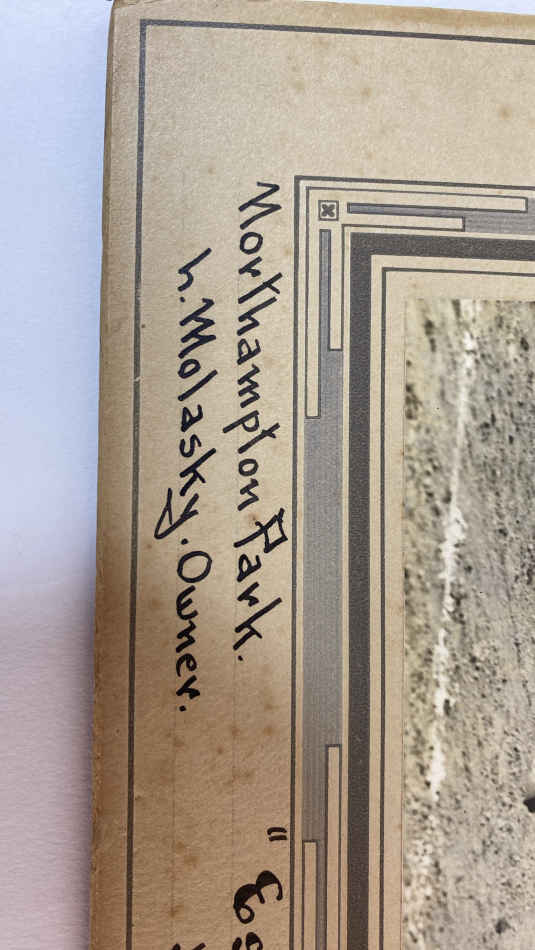 Northampton Park.
h. Molasky. Owner.